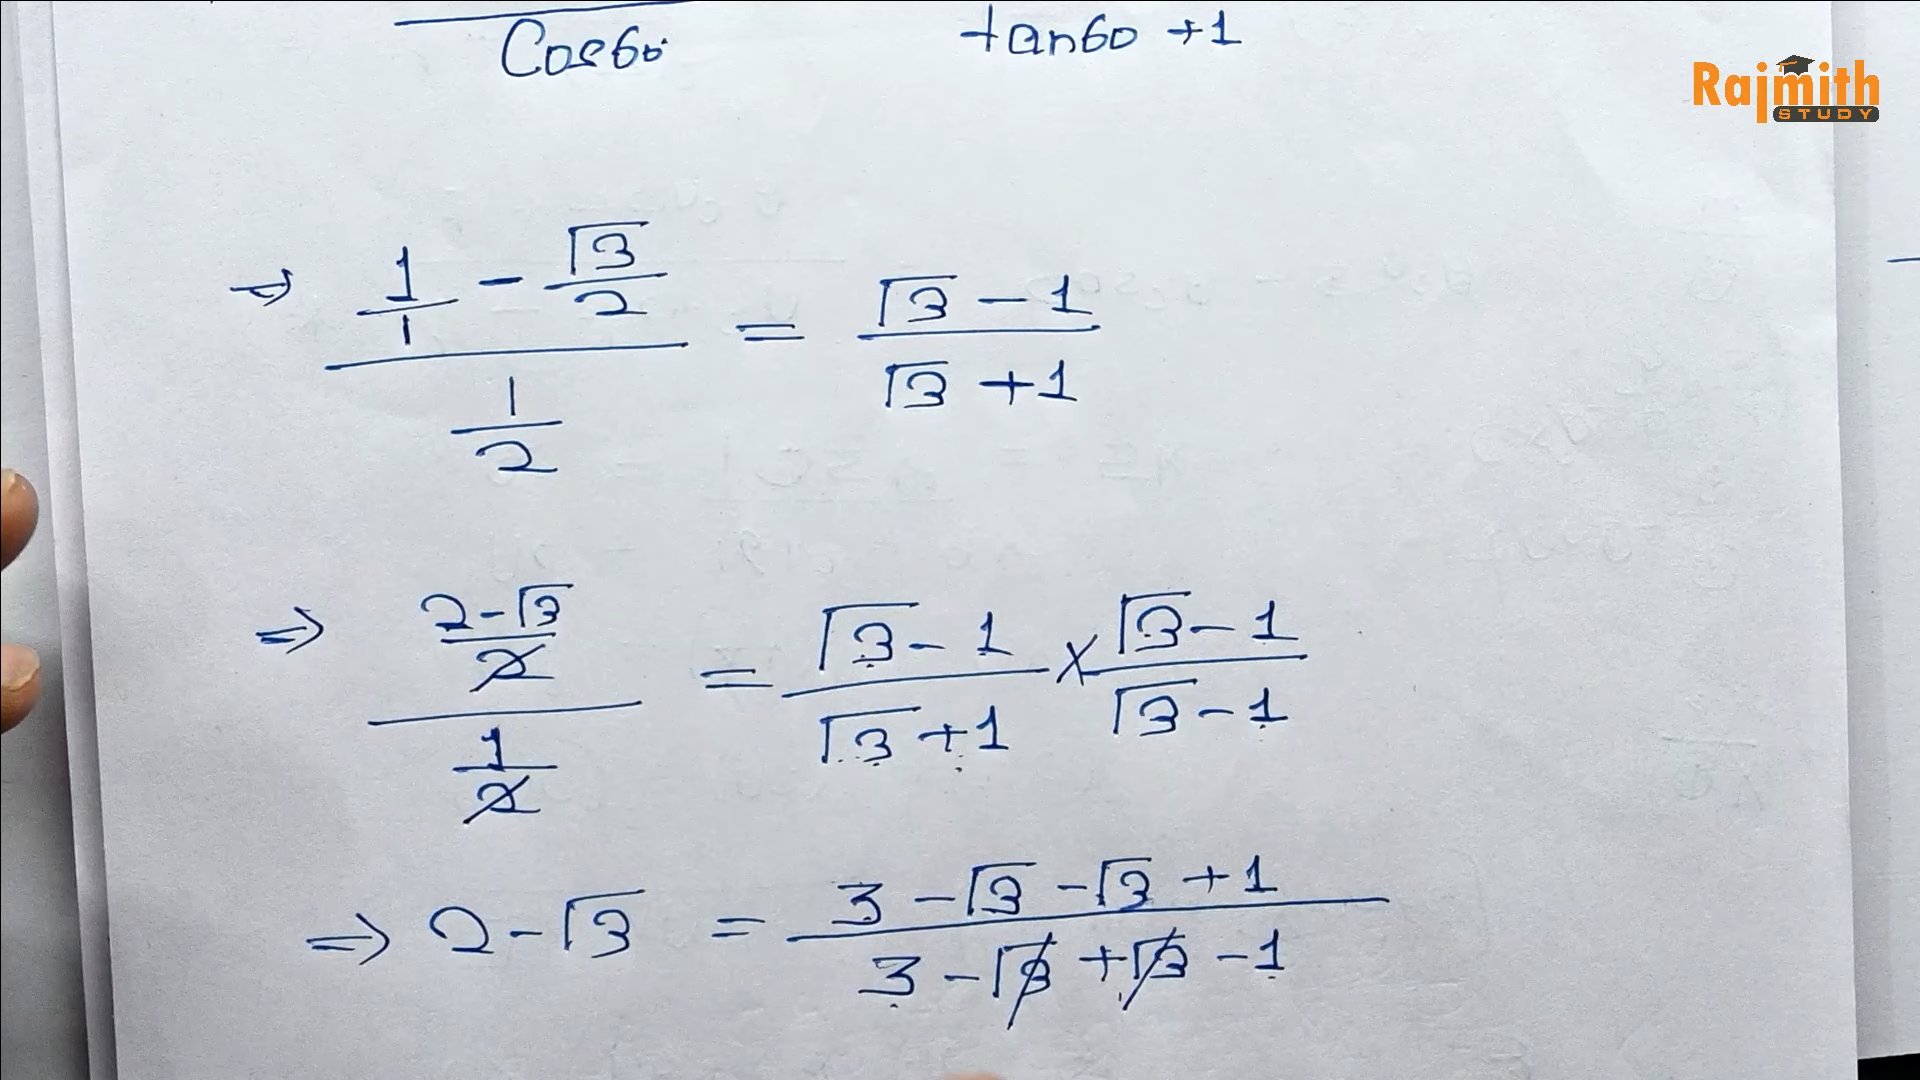 Cos60° tan60 + 1
Rajmith
STUDY
⇒ (1/1 - √3/2)/(1/2) = (√3 - 1)/(√3 + 1)
⇒ ((2-√3)/2)/(1/2) = (√3 - 1)/(√3 + 1) × (√3 - 1)/(√3 - 1)
⇒ 2 - √3 = (3 - √3 - √3 + 1)/(3 - √3 + √3 - 1)